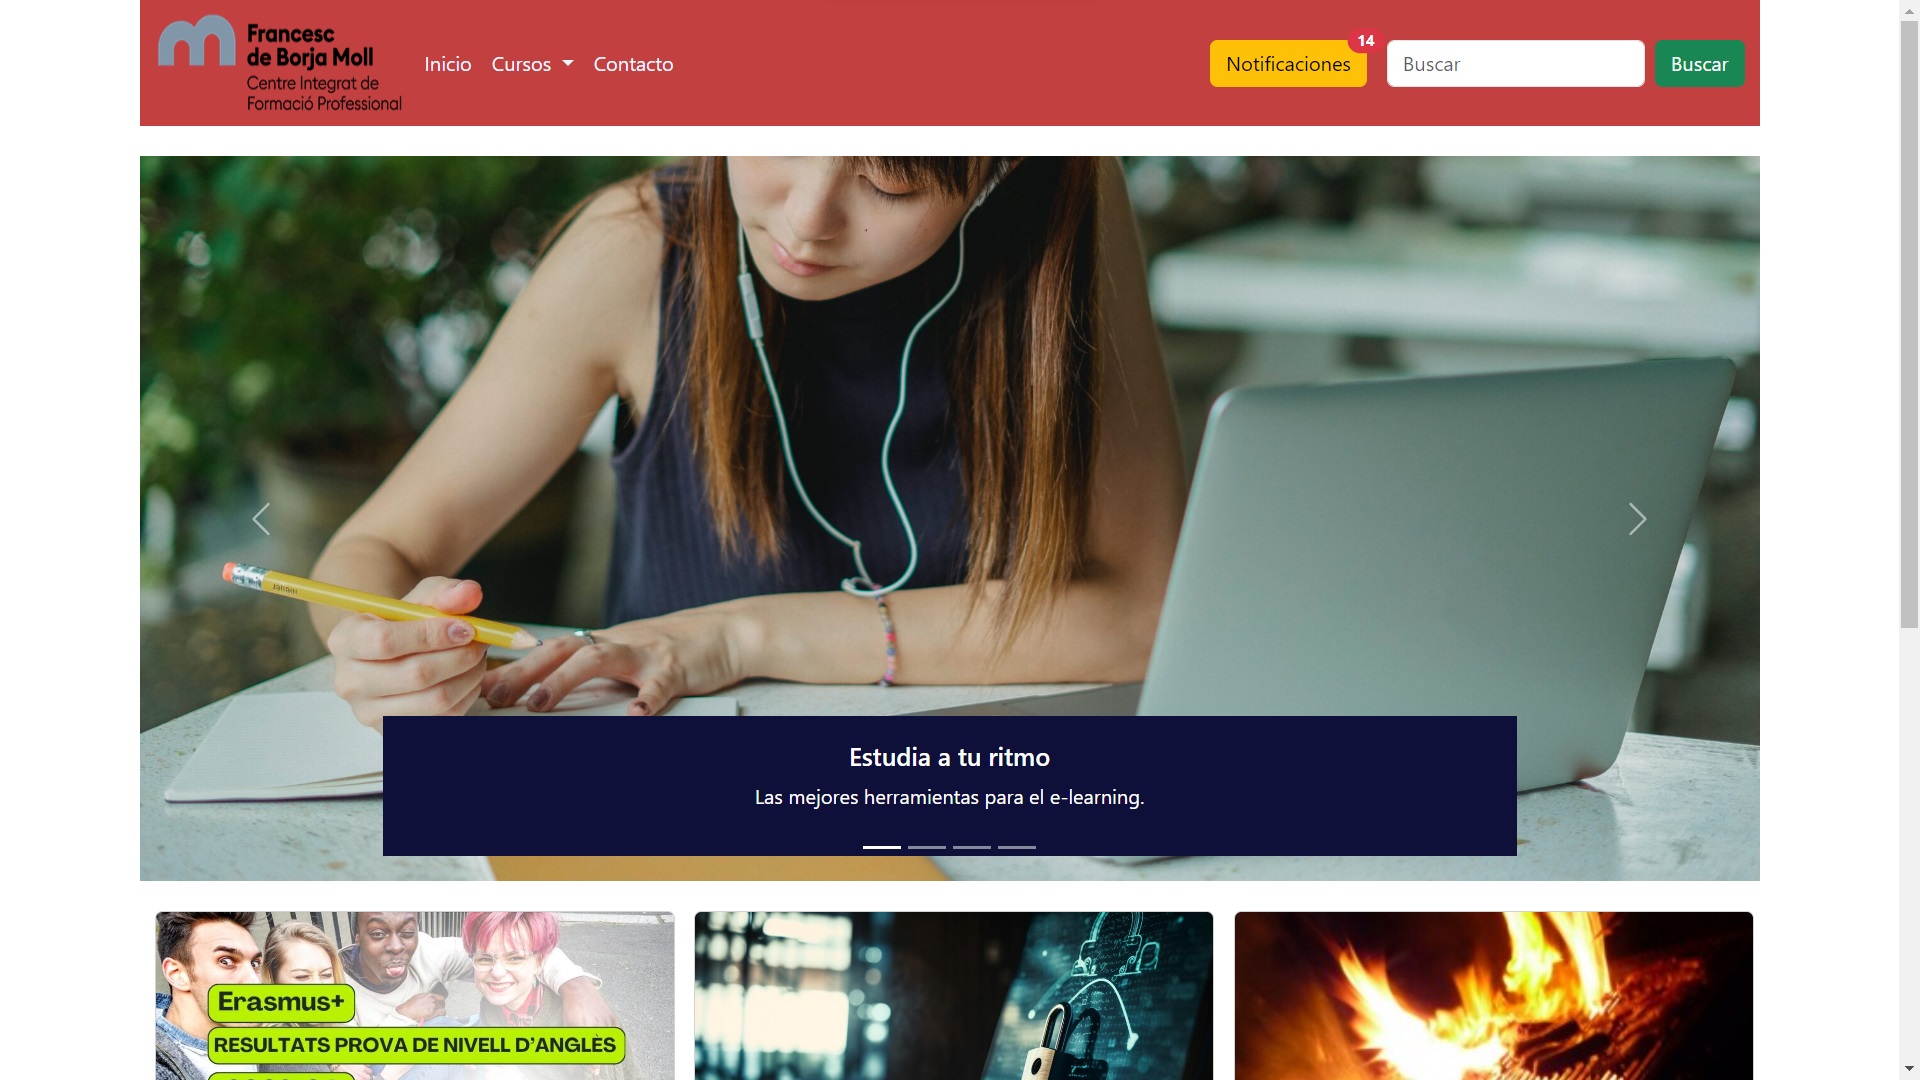 Francesc
de Borja Moll
Centre Integrat de
Formació Professional
Inicio
Cursos
Contacto
Notificaciones
14
Buscar
Buscar
Estudia a tu ritmo
Las mejores herramientas para el e-learning.
Erasmus+
RESULTATS PROVA DE NIVELL D'ANGLÈS